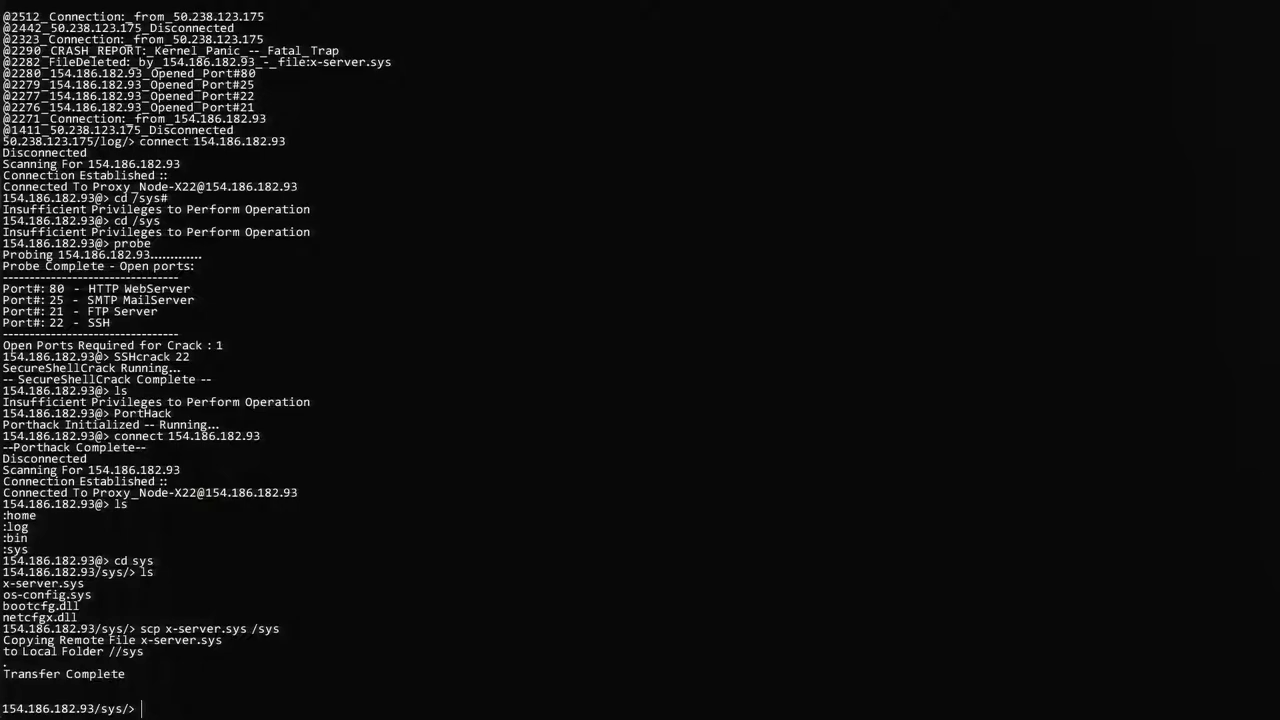 @2512_Connection:_from_50.238.123.175
@2442_50.238.123.175_Disconnected
@2323_Connection:_from_50.238.123.175
@2290_CRASH_REPORT:_Kernel_Panic_--_Fatal_Trap
@2282_FileDeleted:_by_154.186.182.93_-_file:x-server.sys
@2280_154.186.182.93_Opened_Port#80
@2279_154.186.182.93_Opened_Port#25
@2277_154.186.182.93_Opened_Port#22
@2276_154.186.182.93_Opened_Port#21
@2271_Connection:_from_154.186.182.93
@1411_50.238.123.175_Disconnected
50.238.123.175/log/> connect 154.186.182.93
Disconnected
Scanning For 154.186.182.93
Connection Established ::
Connected To Proxy_Node-X22@154.186.182.93
154.186.182.93@> cd /sys#
Insufficient Privileges to Perform Operation
154.186.182.93@> cd /sys
Insufficient Privileges to Perform Operation
154.186.182.93@> probe
Probing 154.186.182.93.............
Probe Complete - Open ports:
---------------------------------
Port#: 80 - HTTP WebServer
Port#: 25 - SMTP MailServer
Port#: 21 - FTP Server
Port#: 22 - SSH
---------------------------------
Open Ports Required for Crack : 1
154.186.182.93@> SSHcrack 22
SecureShellCrack Running...
-- SecureShellCrack Complete --
154.186.182.93@> ls
Insufficient Privileges to Perform Operation
154.186.182.93@> PortHack
Porthack Initialized -- Running...
154.186.182.93@> connect 154.186.182.93
--Porthack Complete--
Disconnected
Scanning For 154.186.182.93
Connection Established ::
Connected To Proxy_Node-X22@154.186.182.93
154.186.182.93@> ls
:home
:log
:bin
:sys
154.186.182.93@> cd sys
154.186.182.93/sys/> ls
x-server.sys
os-config.sys
bootcfg.dll
netcfgx.dll
154.186.182.93/sys/> scp x-server.sys /sys
Copying Remote File x-server.sys
to Local Folder //sys
.
Transfer Complete
154.186.182.93/sys/>